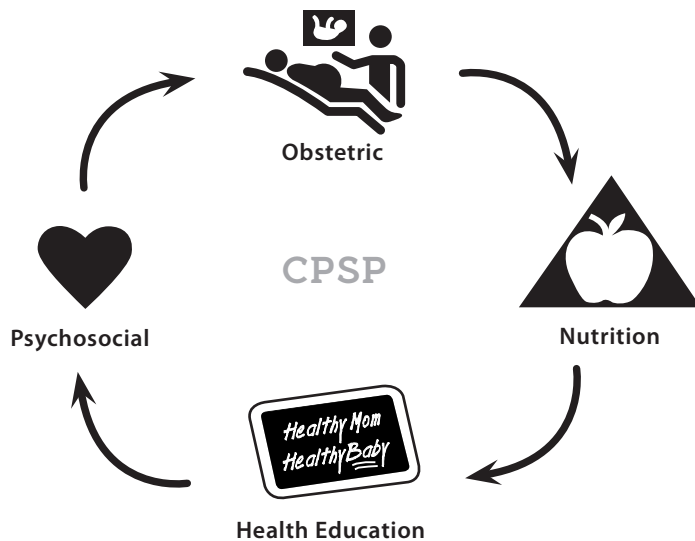 Obstetric
CPSP
Psychosocial
Nutrition
Healthy Mom
Healthy Baby
Health Education